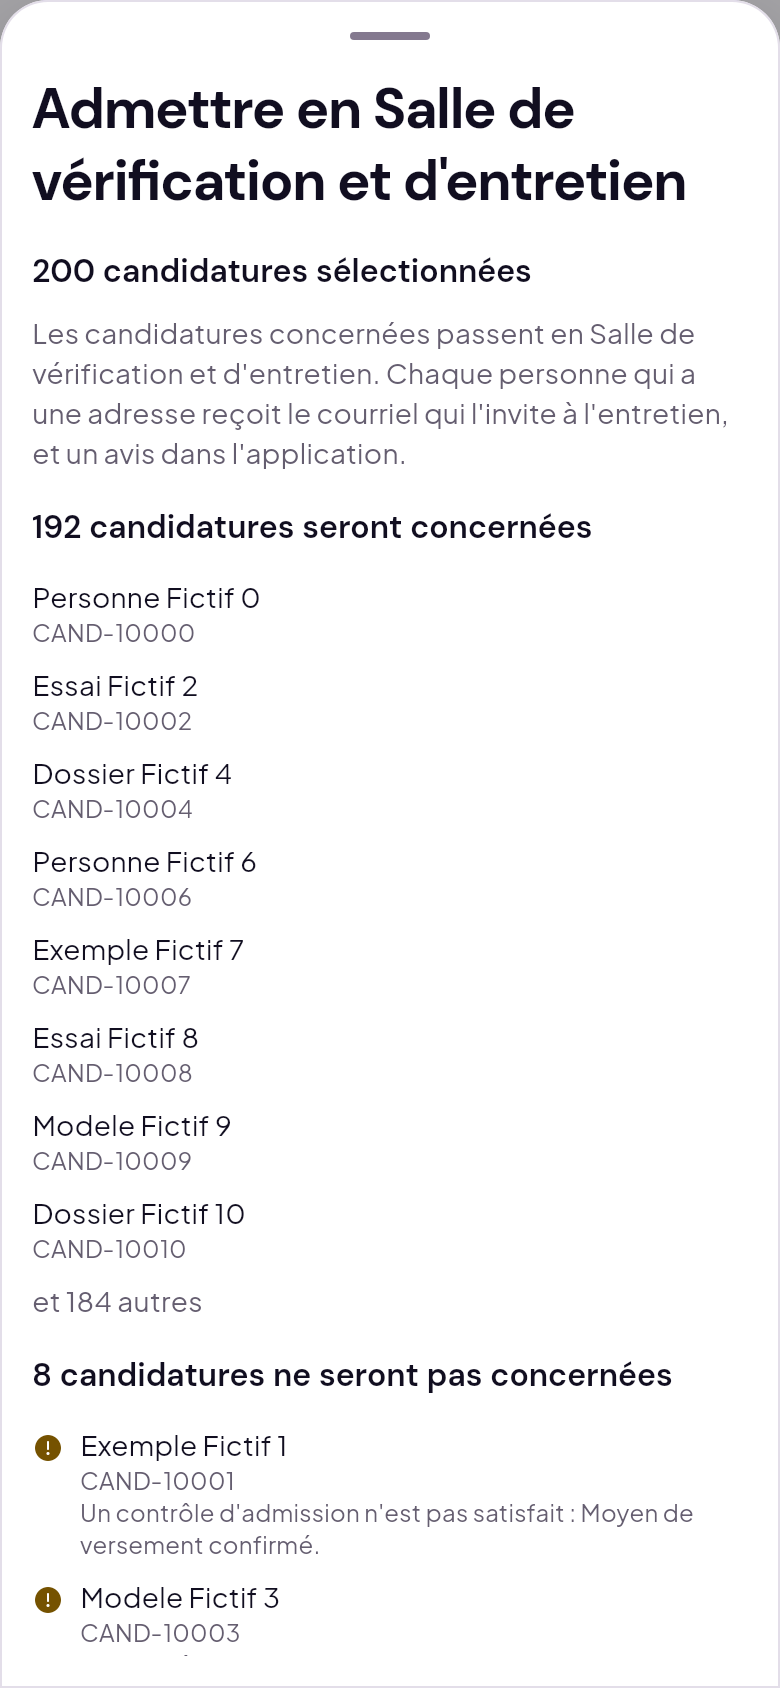 Admettre en Salle de
vérification et d'entretien
200 candidatures sélectionnées
Les candidatures concernées passent en Salle de
vérification et d'entretien. Chaque personne qui a
une adresse reçoit le courriel qui l'invite à l'entretien,
et un avis dans l'application.
192 candidatures seront concernées
Personne Fictif 0
CAND-10000
Essai Fictif 2
CAND-10002
Dossier Fictif 4
CAND-10004
Personne Fictif 6
CAND-10006
Exemple Fictif 7
CAND-10007
Essai Fictif 8
CAND-10008
Modele Fictif 9
CAND-10009
Dossier Fictif 10
CAND-10010
et 184 autres
8 candidatures ne seront pas concernées
Exemple Fictif 1
CAND-10001
Un contrôle d'admission n'est pas satisfait : Moyen de
versement confirmé.
Modele Fictif 3
CAND-10003